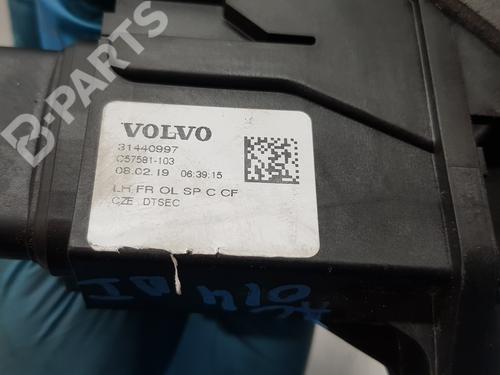 B-PARTS
VOLVO
31440997
C57581-103
08.02.19 06:39:15
LH FR OL SP C CF
CZE DTSEC